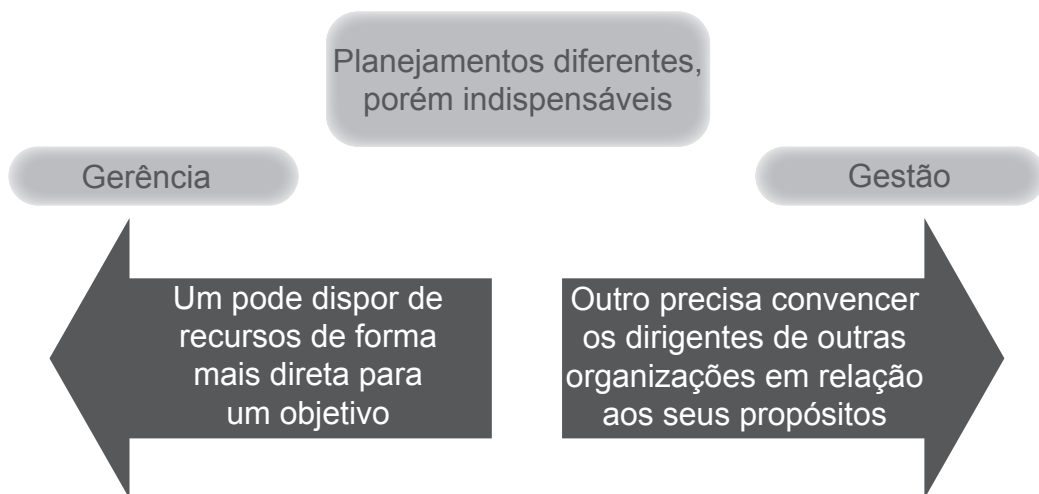 Planejamentos diferentes,
porém indispensáveis
Gerência
Gestão
Um pode dispor de
recursos de forma
mais direta para
um objetivo
Outro precisa convencer
os dirigentes de outras
organizações em relação
aos seus propósitos